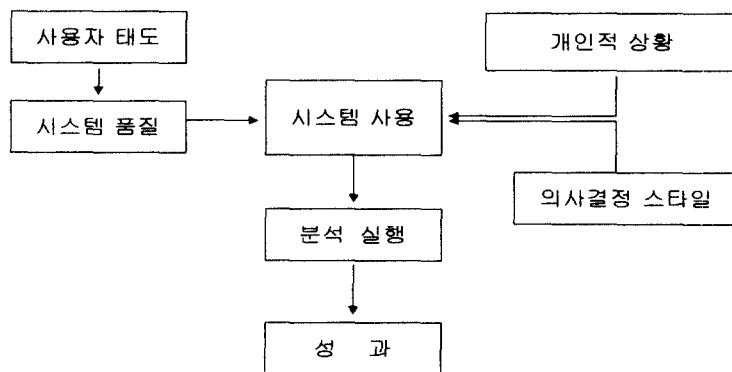 사용자 태도
개인적 상황
시스템 품질
시스템 사용
의사결정 스타일
분석 실행
성 과